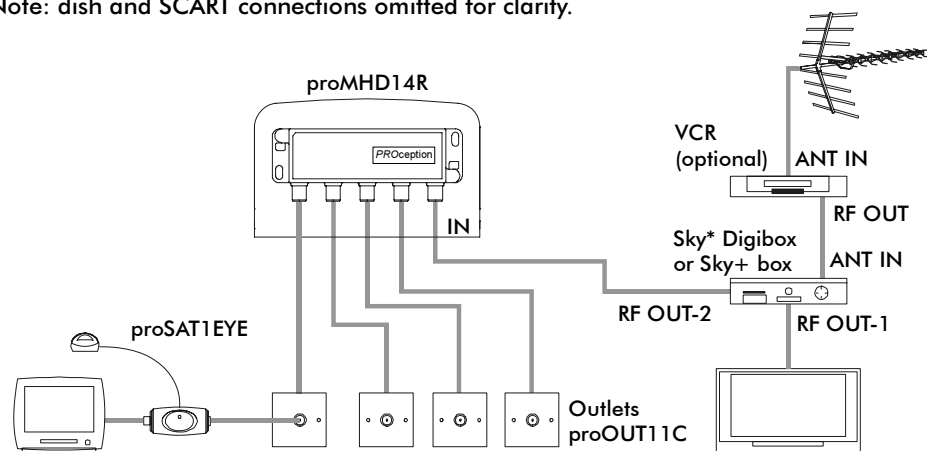 Note: dish and SCART connections omitted for clarity.
proMHD14R
PROception
IN
VCR
(optional)
ANT IN
RF OUT
Sky* Digibox
or Sky+ box
ANT IN
RF OUT-2
RF OUT-1
proSAT1EYE
Outlets
proOUT11C